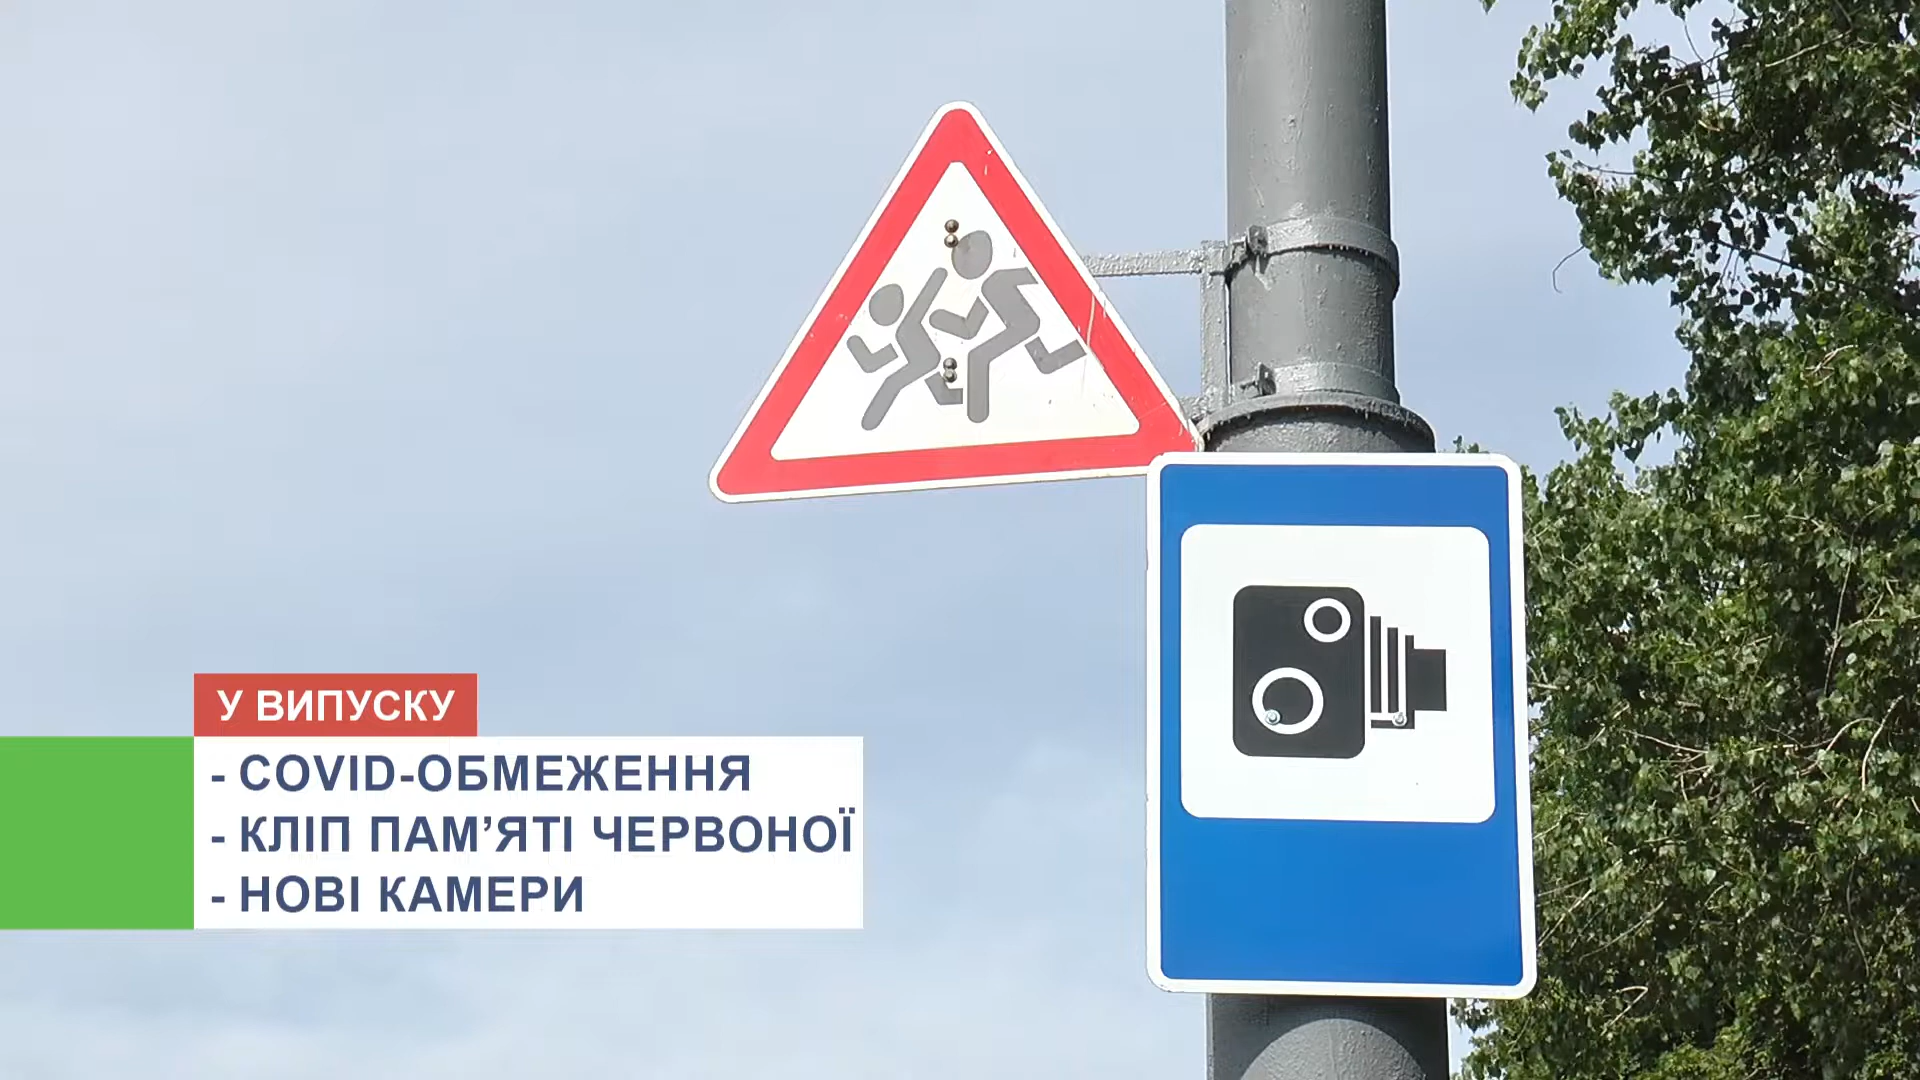 У ВИПУСКУ
- COVID-ОБМЕЖЕННЯ
- КЛІП ПАМ’ЯТІ ЧЕРВОНОЇ
- НОВІ КАМЕРИ